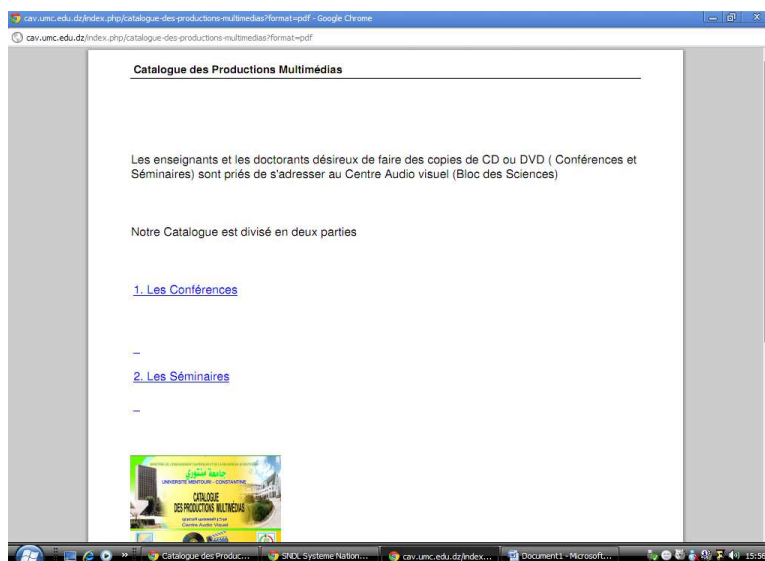 cav.umc.edu.dz/index.php/catalogue-des-productions-multimedias?format=pdf - Google Chrome
cav.umc.edu.dz/index.php/catalogue-des-productions-multimedias?format=pdf
Catalogue des Productions Multimédias
Les enseignants et les doctorants désireux de faire des copies de CD ou DVD ( Conférences et
Séminaires) sont priés de s'adresser au Centre Audio visuel (Bloc des Sciences)
Notre Catalogue est divisé en deux parties
1. Les Conférences
2. Les Séminaires
جامعة منتوري
UNIVERSITE MENTOURI - CONSTANTINE
CATALOGUE
DES PRODUCTIONS MULTIMÉDIAS
Centre Audio Visuel
Catalogue des Produc... SNDL Systeme Nation... cav.umc.edu.dz/index... Document1 - Microsoft... 15:56